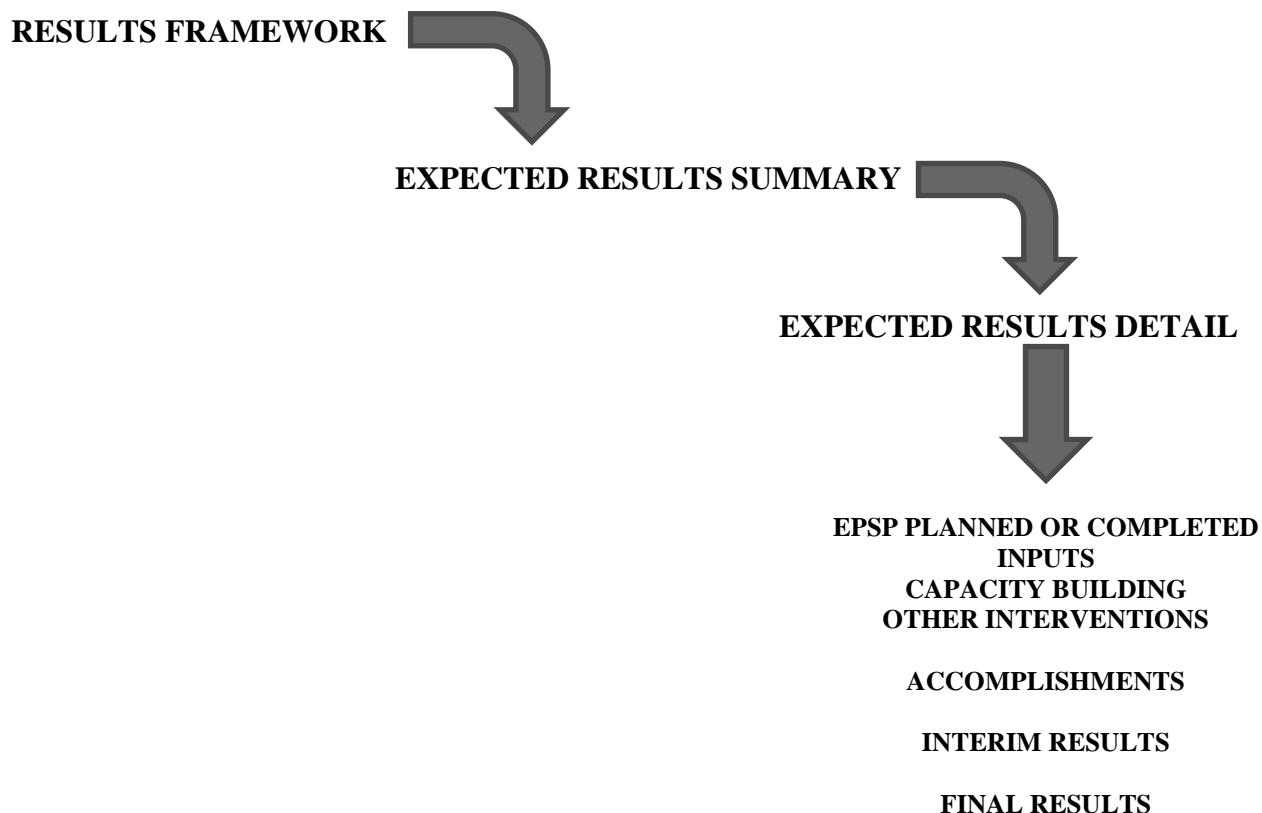 RESULTS FRAMEWORK
EXPECTED RESULTS SUMMARY
EXPECTED RESULTS DETAIL
EPSP PLANNED OR COMPLETED
INPUTS
CAPACITY BUILDING
OTHER INTERVENTIONS
ACCOMPLISHMENTS
INTERIM RESULTS
FINAL RESULTS